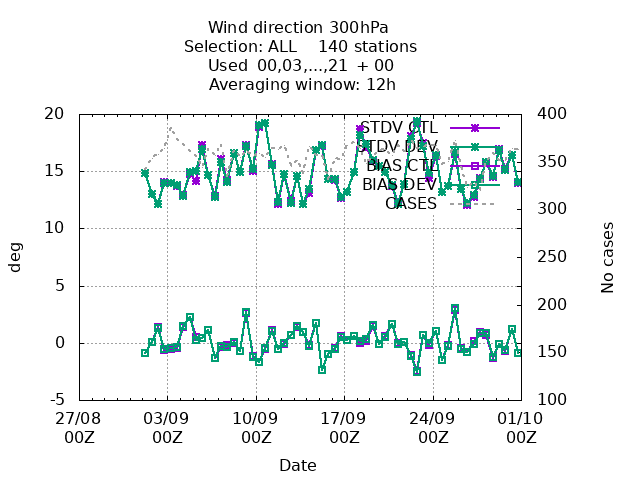 Wind direction 300hPa
Selection: ALL    140 stations
Used  00,03,...,21  + 00
Averaging window: 12h
20
15
10
5
0
-5
deg
400
350
300
250
200
150
100
No cases
STDV CTL
STDV DEV
BIAS CTL
BIAS DEV
CASES
27/08 03/09 10/09 17/09 24/09 01/10
00Z 00Z 00Z 00Z 00Z 00Z
Date